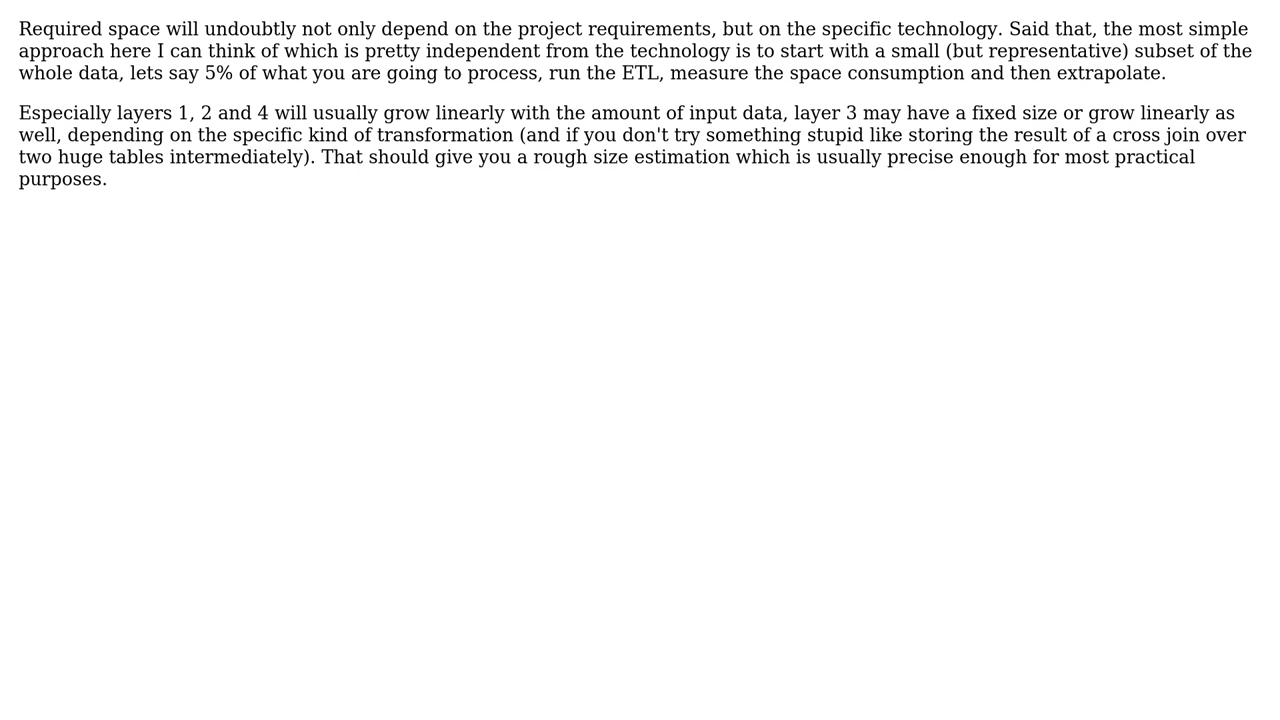 Required space will undoubtly not only depend on the project requirements, but on the specific technology. Said that, the most simple
approach here I can think of which is pretty independent from the technology is to start with a small (but representative) subset of the
whole data, lets say 5% of what you are going to process, run the ETL, measure the space consumption and then extrapolate.
Especially layers 1, 2 and 4 will usually grow linearly with the amount of input data, layer 3 may have a fixed size or grow linearly as
well, depending on the specific kind of transformation (and if you don't try something stupid like storing the result of a cross join over
two huge tables intermediately). That should give you a rough size estimation which is usually precise enough for most practical
purposes.